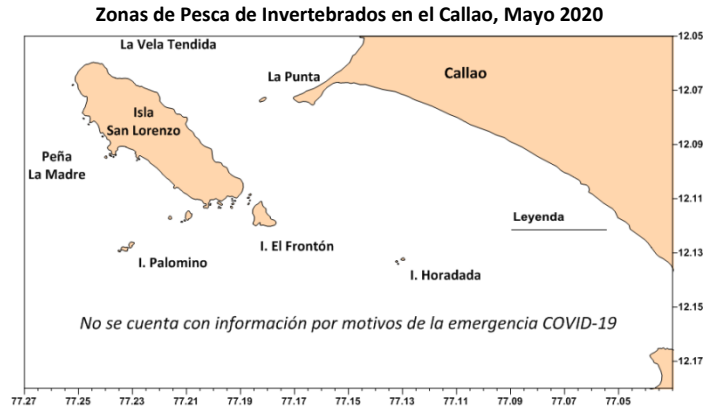 Zonas de Pesca de Invertebrados en el Callao, Mayo 2020
La Vela Tendida
12.05
La Punta
Callao
12.07
Isla
San Lorenzo
12.09
Peña
La Madre
12.11
Leyenda
I. El Frontón
12.13
I. Palomino
I. Horadada
12.15
No se cuenta con información por motivos de la emergencia COVID-19
12.17
77.27 77.25 77.23 77.21 77.19 77.17 77.15 77.13 77.11 77.09 77.07 77.05